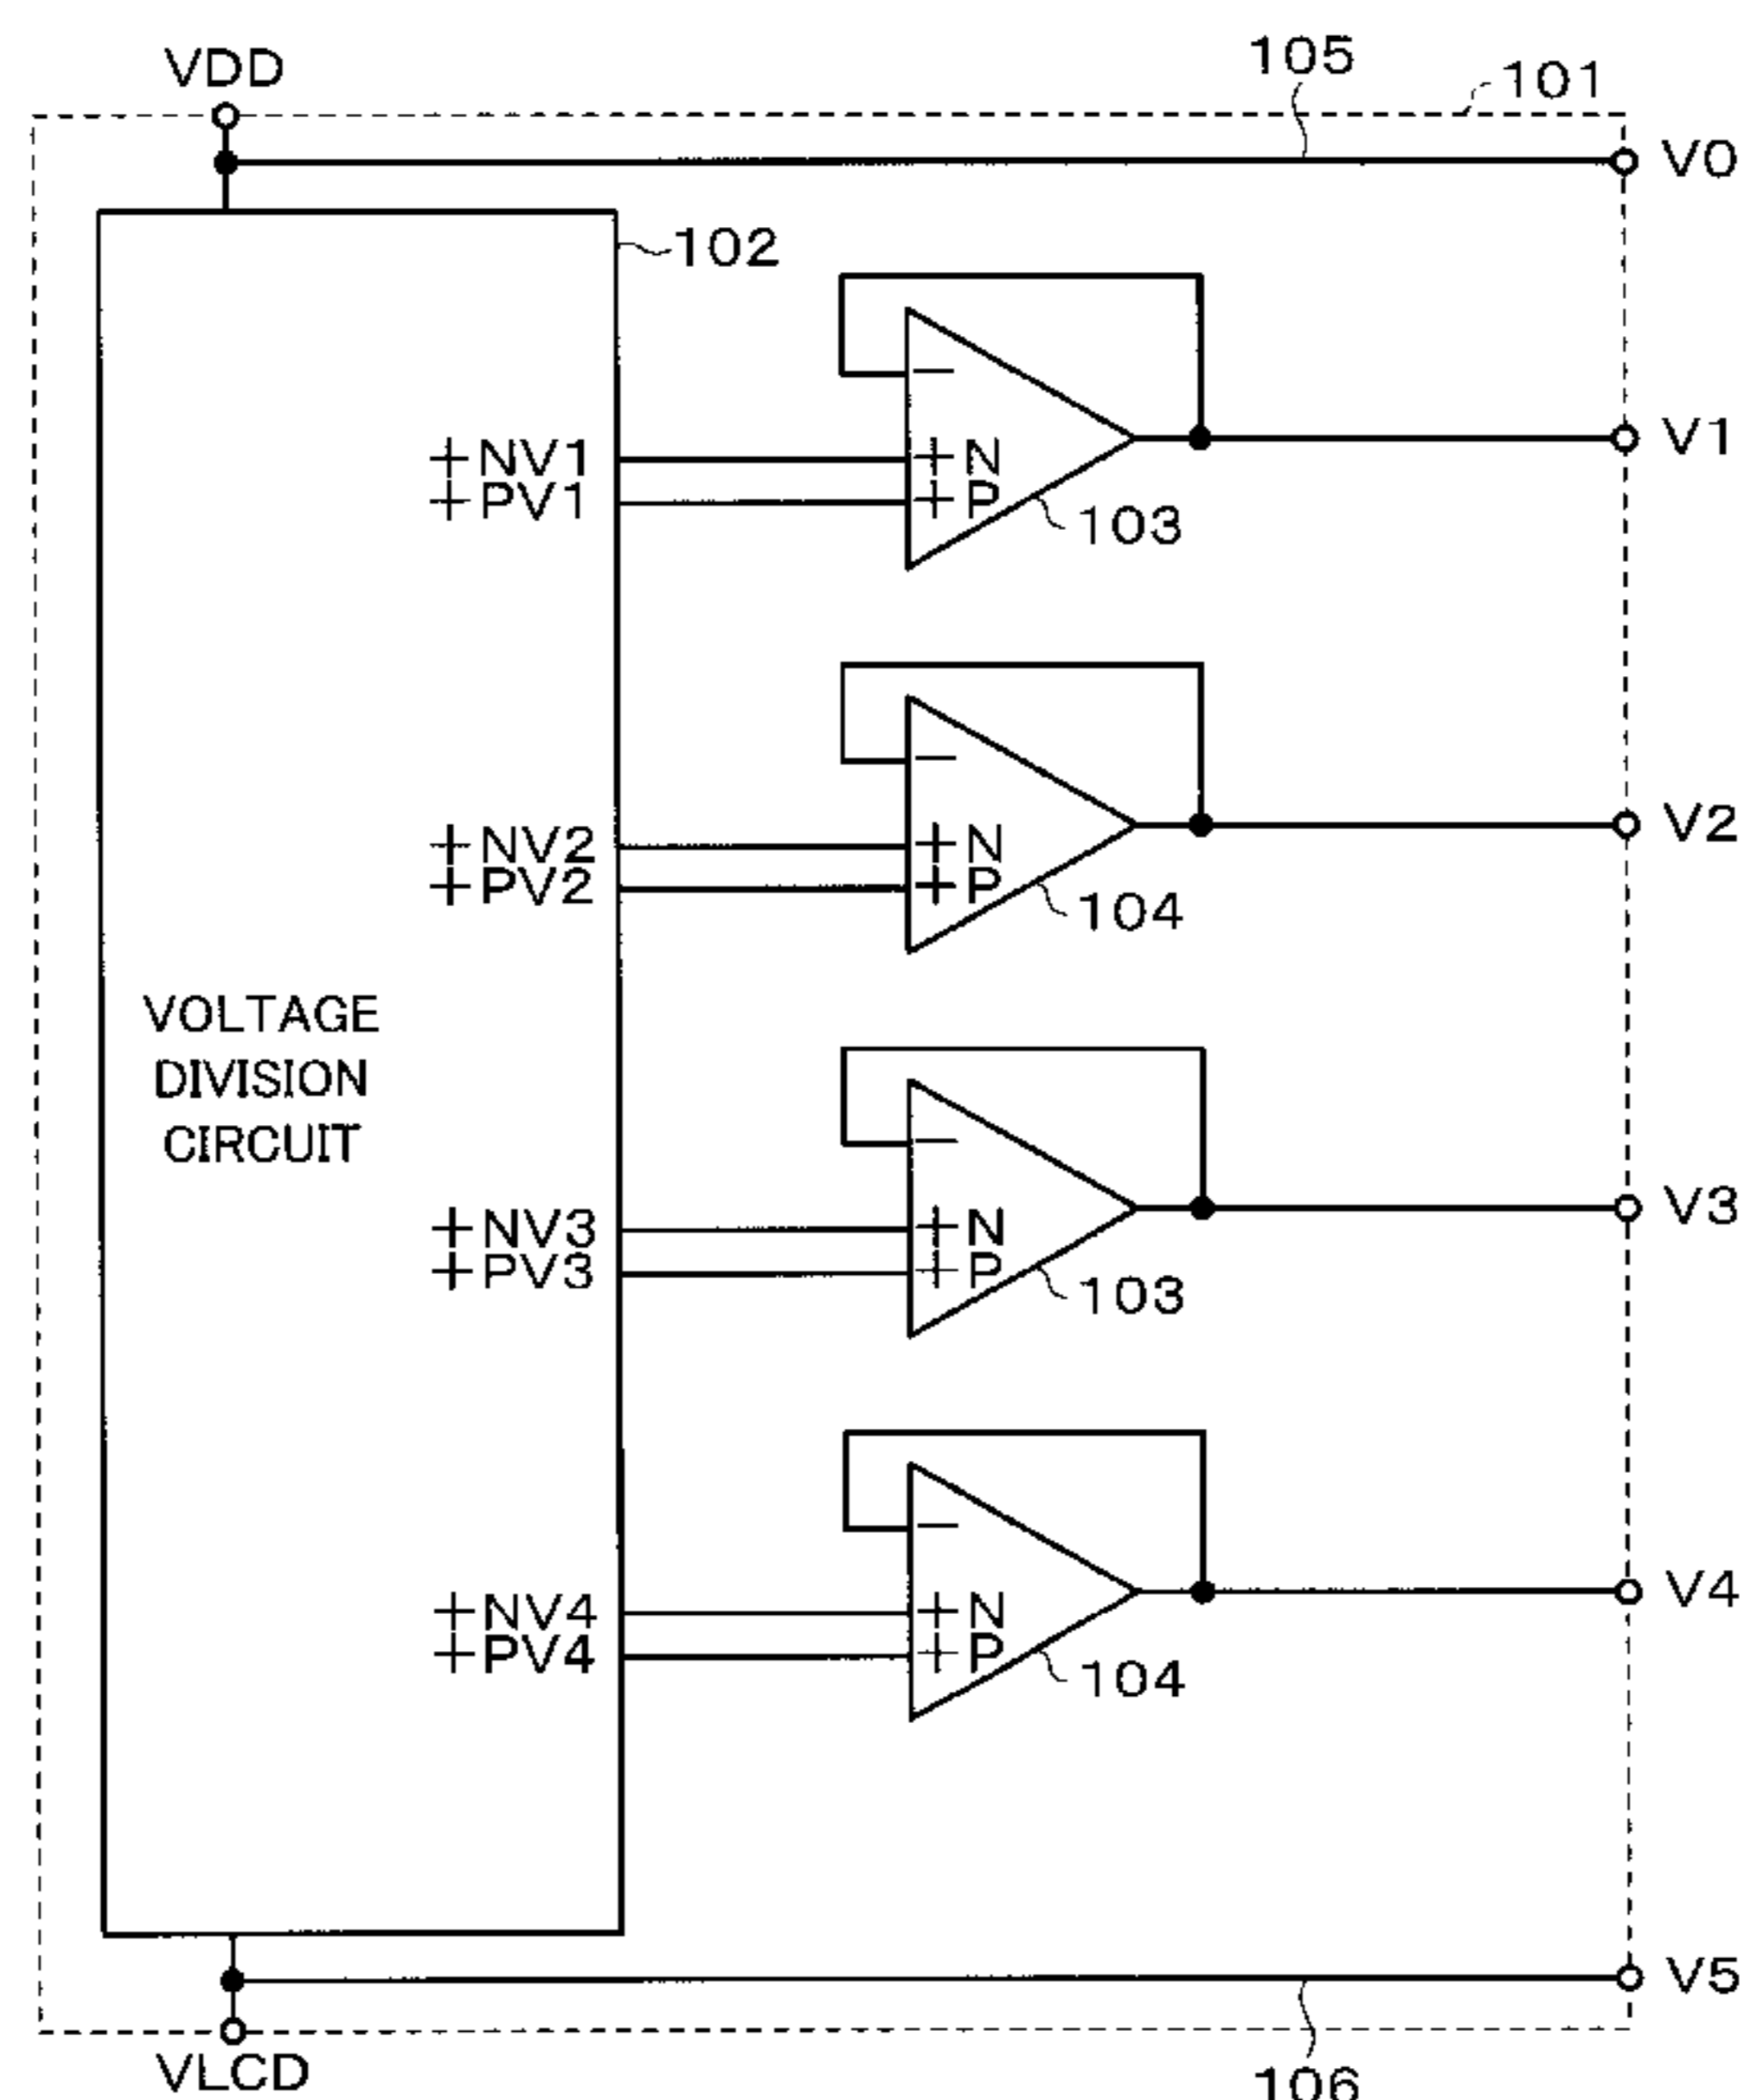 VDD
105
101
V0
102
−
+NV1
+N
V1
+PV1
+P
103
−
+NV2
+N
V2
+PV2
+P
104
VOLTAGE
DIVISION
CIRCUIT
−
+NV3
+N
V3
+PV3
+P
103
−
+NV4
+N
V4
+PV4
+P
104
V5
VLCD
106